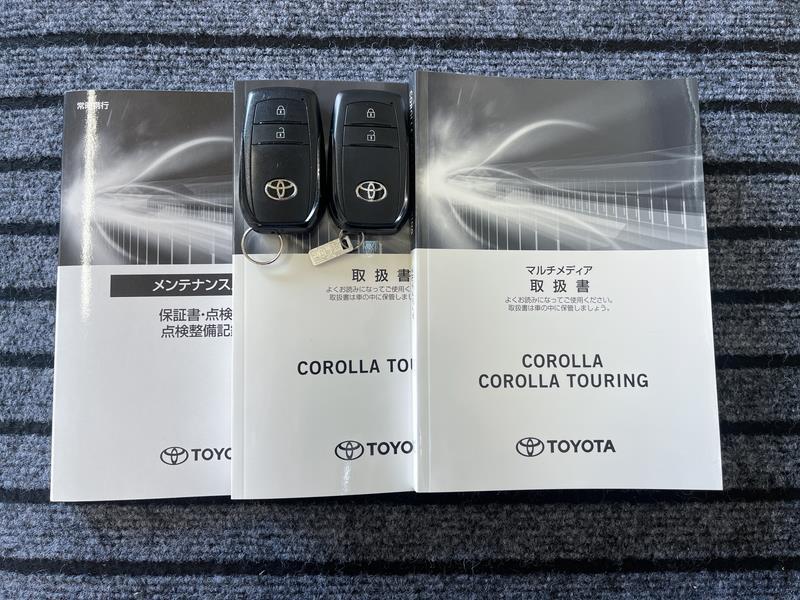 常時携行
メンテナンス
保証書・点検
点検整備記録
TOYO
取扱書
よくお読みになってご使用く
取扱書は車の中に保管しまし
COROLLA TOU
TOYO
マルチメディア
取扱書
よくお読みになってご使用ください。
取扱書は車の中に保管しましょう。
COROLLA
COROLLA TOURING
TOYOTA